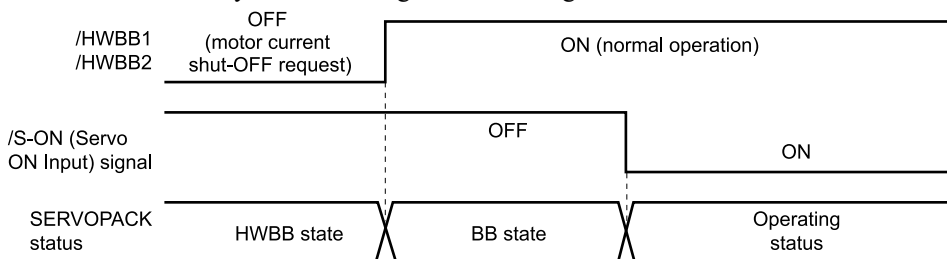 /HWBB1
/HWBB2
OFF
(motor current
shut-OFF request)
ON (normal operation)
/S-ON (Servo
ON Input) signal
OFF
ON
SERVOPACK
status
HWBB state
BB state
Operating
status